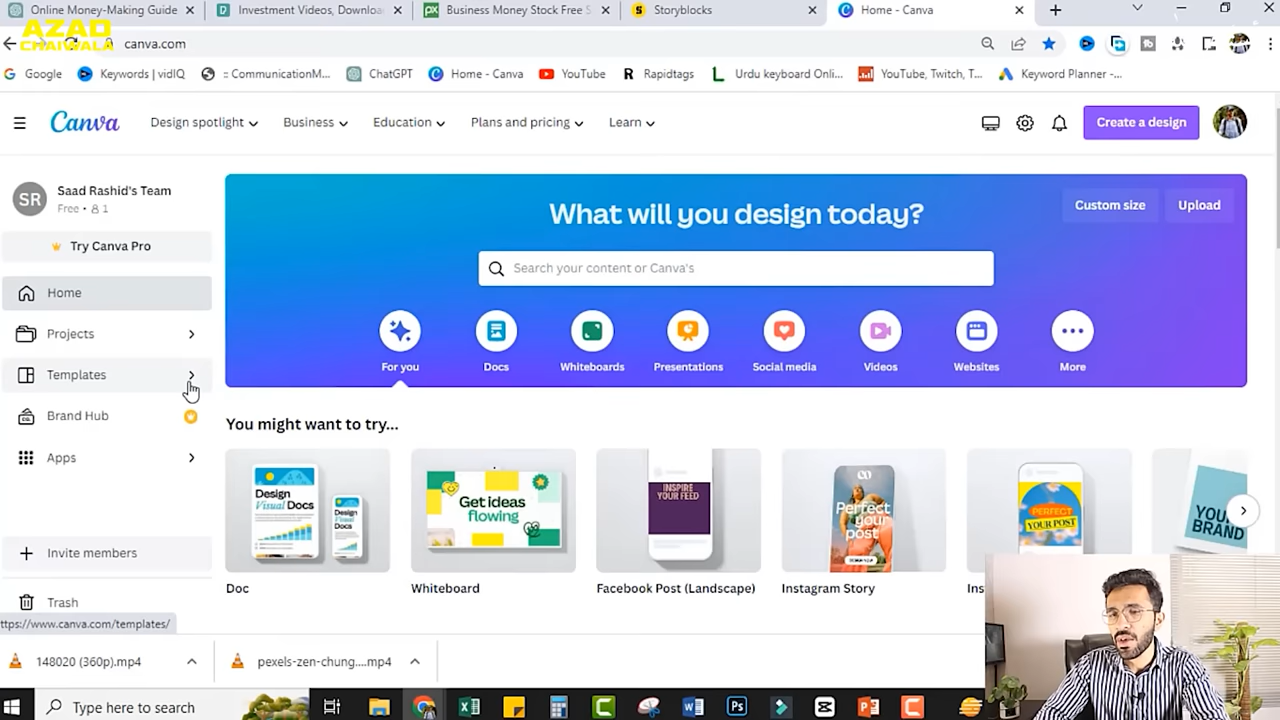 Online Money-Making Guide
Investment Videos, Downloa
Business Money Stock Free S
Storyblocks
Home - Canva
AZAD
CHAIWALA
canva.com
Google
Keywords | vidIQ
:: CommunicationM...
ChatGPT
Home - Canva
YouTube
Rapidtags
Urdu keyboard Onli...
YouTube, Twitch, T...
Keyword Planner -...
Canva
Design spotlight
Business
Education
Plans and pricing
Learn
Create a design
SR
Saad Rashid's Team
Free • 1
Try Canva Pro
Home
Projects
Templates
Brand Hub
Apps
Invite members
Trash
ttps://www.canva.com/templates/
What will you design today?
Custom size
Upload
Search your content or Canva's
For you
Docs
Whiteboards
Presentations
Social media
Videos
Websites
More
You might want to try...
Design
Visual Docs
Design
Visual Docs
Get ideas
flowing
INSPIRE
YOUR FEED
Perfect
your
post
PERFECT
YOUR POST
YOU
BRAND
Doc
Whiteboard
Facebook Post (Landscape)
Instagram Story
Ins
148020 (360p).mp4
pexels-zen-chung....mp4
Type here to search